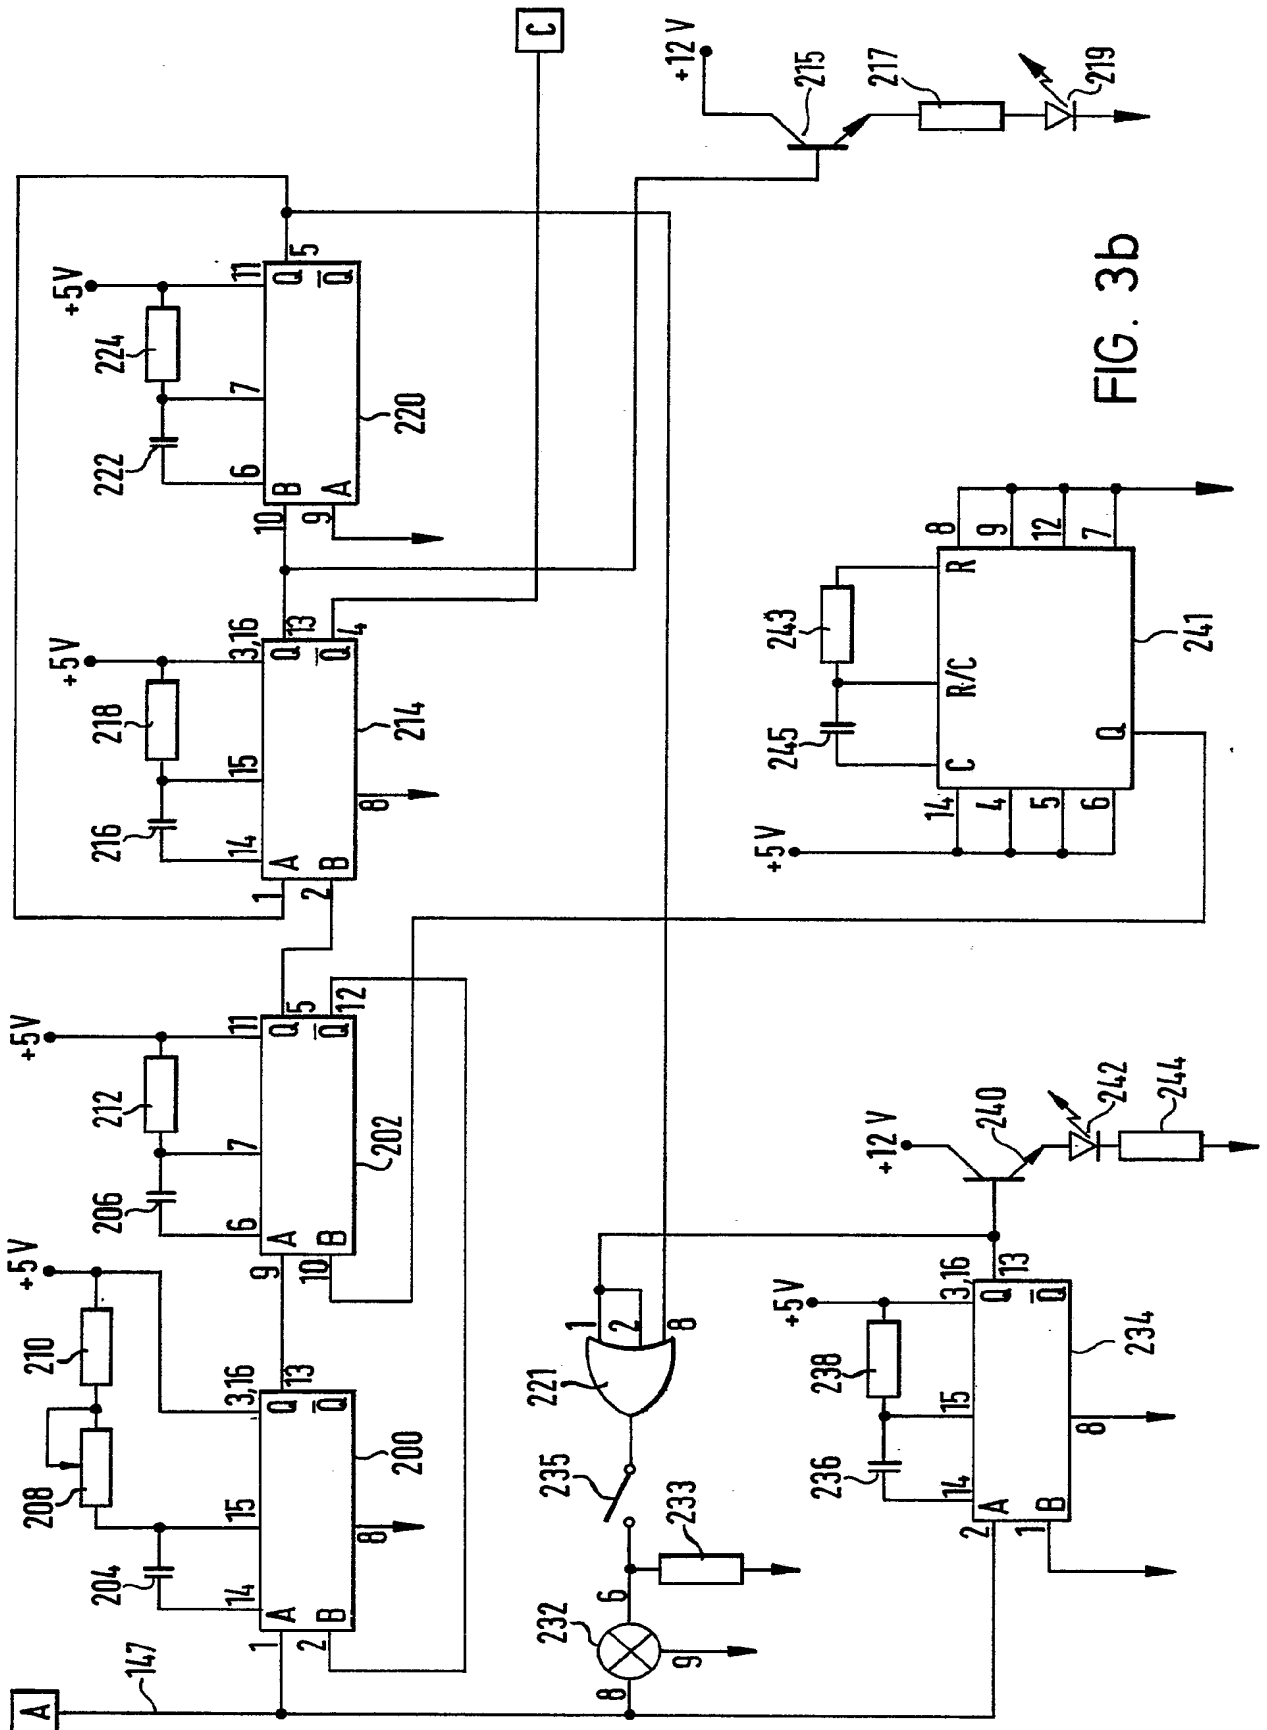 A
147
+5V
210
208
204
14
15
3,16
1
A
Q
13
2
B
Q̅
8
200
+5V
212
206
6
7
11
9
A
Q
5
10
B
Q̅
12
202
+5V
218
216
14
15
3,16
1
A
Q
13
2
B
Q̅
4
8
214
+5V
224
222
6
7
11
10
B
Q
5
9
A
Q̅
220
C
+12 V
215
217
219
232
8
6
9
233
235
221
1
2
8
+5V
238
236
14
15
3,16
2
A
Q
13
1
B
Q̅
8
234
+12 V
240
242
244
+5V
245
243
14
C
R/C
R
8
4
9
5
12
6
Q
7
241
FIG. 3b